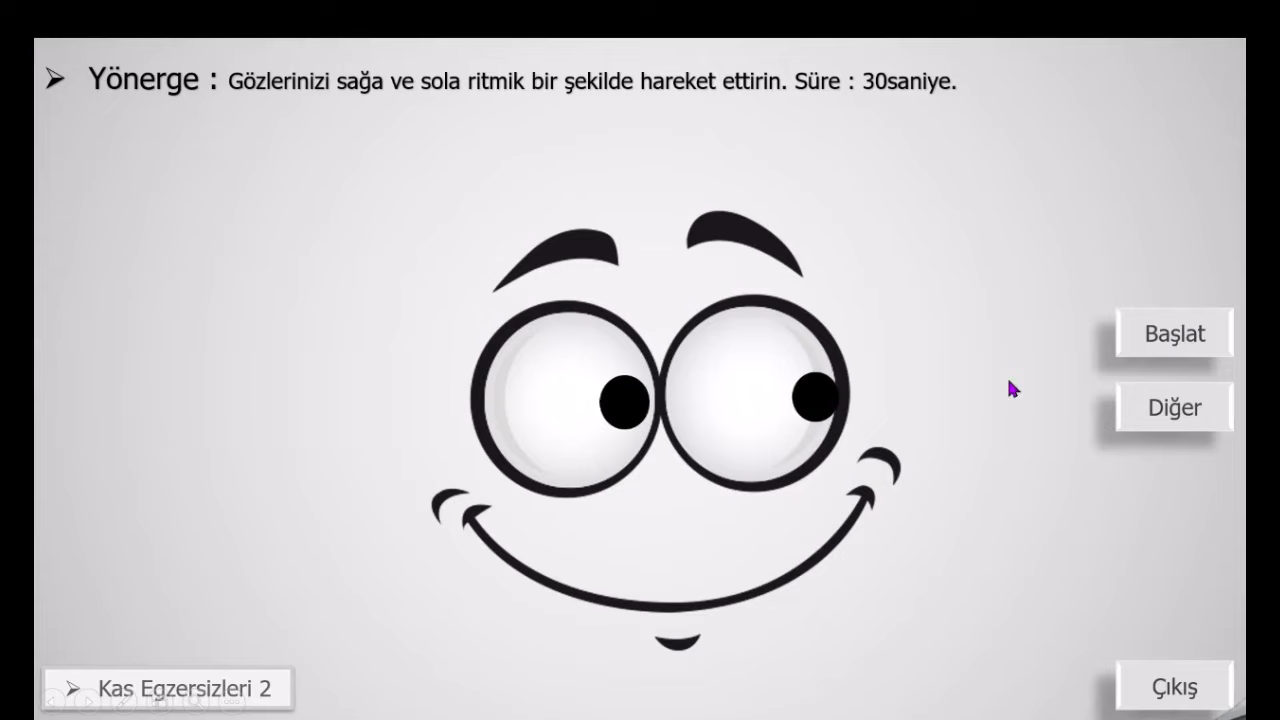 Yönerge : Gözlerinizi sağa ve sola ritmik bir şekilde hareket ettirin. Süre : 30saniye.
Başlat
Diğer
Kas Egzersizleri 2
Çıkış